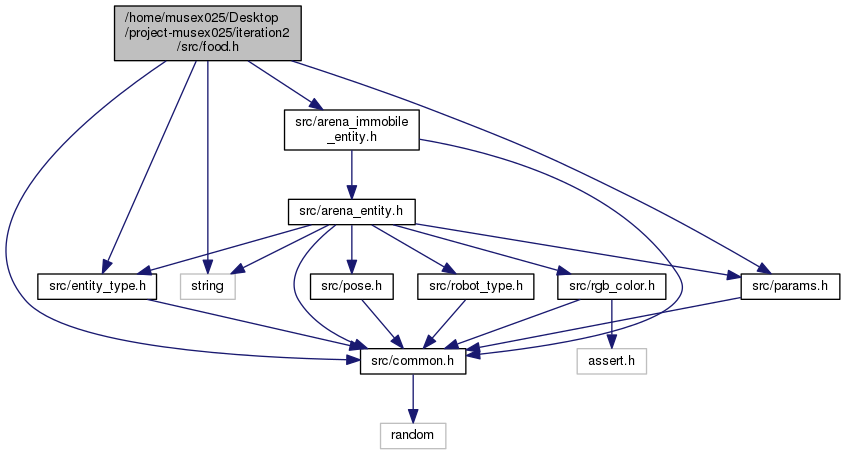 /home/musex025/Desktop
/project-musex025/iteration2
/src/food.h
src/arena_immobile
_entity.h
src/arena_entity.h
src/entity_type.h
string
src/pose.h
src/robot_type.h
src/rgb_color.h
src/params.h
src/common.h
assert.h
random